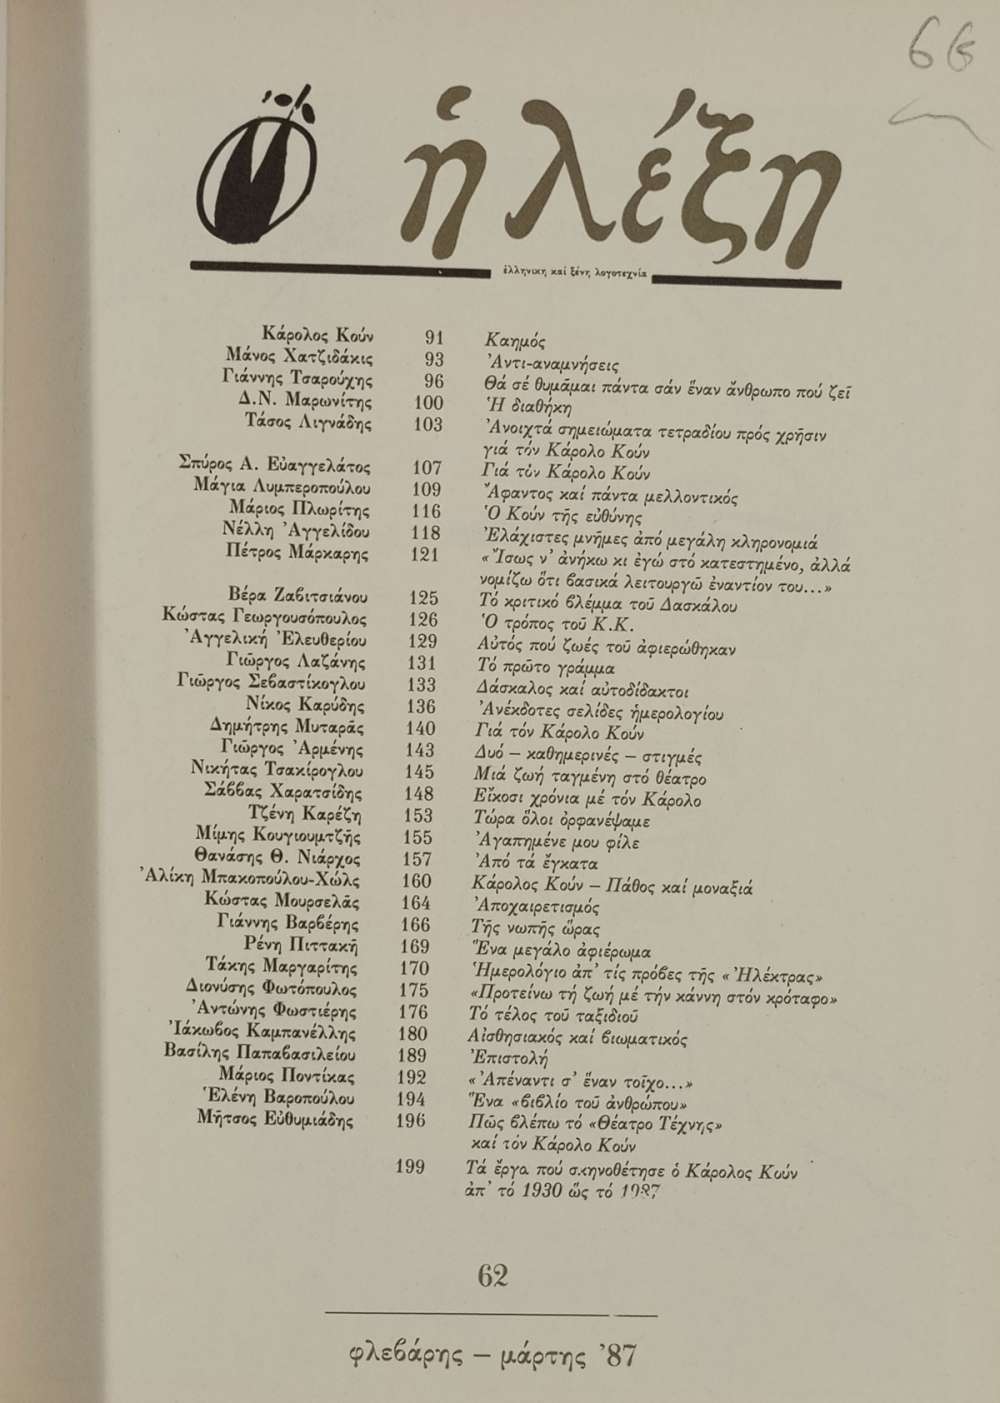 66
ἡ λέξη
ἑλληνική καί ξένη λογοτεχνία
Κάρολος Κούν 91 Καημός
Μάνος Χατζιδάκις 93 Ἀντι-αναμνήσεις
Γιάννης Τσαρούχης 96 Θά σέ θυμᾶμαι πάντα σάν ἕναν ἄνθρωπο πού ζεῖ
Δ.Ν. Μαρωνίτης 100 Ἡ διαθήκη
Τάσος Λιγνάδης 103 Ἀνοιχτά σημειώματα τετραδίου πρός χρῆσιν
γιά τόν Κάρολο Κούν
Σπύρος Α. Εὐαγγελάτος 107 Γιά τόν Κάρολο Κούν
Μάγια Λυμπεροπούλου 109 Ἄφαντος καί πάντα μελλοντικός
Μάριος Πλωρίτης 116 Ὁ Κούν τῆς εὐθύνης
Νέλλη Ἀγγελίδου 118 Ἐλάχιστες μνῆμες ἀπό μεγάλη κληρονομιά
Πέτρος Μάρκαρης 121 «Ἴσως ν' ἀνήκω κι ἐγώ στό κατεστημένο, ἀλλά
νομίζω ὅτι βασικά λειτουργῶ ἐναντίον του...»
Βέρα Ζαβιτσιάνου 125 Τό κριτικό βλέμμα τοῦ Δασκάλου
Κώστας Γεωργουσόπουλος 126 Ὁ τρόπος τοῦ Κ.Κ.
Ἀγγελική Ἐλευθερίου 129 Αὐτός πού ζωές τοῦ ἀφιερώθηκαν
Γιῶργος Λαζάνης 131 Τό πρῶτο γράμμα
Γιῶργος Σεβαστίκογλου 133 Δάσκαλος καί αὐτοδίδακτοι
Νίκος Καρύδης 136 Ἀνέκδοτες σελίδες ἡμερολογίου
Δημήτρης Μυταρᾶς 140 Γιά τόν Κάρολο Κούν
Γιῶργος Ἀρμένης 143 Δυό – καθημερινές – στιγμές
Νικήτας Τσακίρογλου 145 Μιά ζωή ταγμένη στό θέατρο
Σάββας Χαρατσίδης 148 Εἴκοσι χρόνια μέ τόν Κάρολο
Τζένη Καρέζη 153 Τώρα ὅλοι ὀρφανέψαμε
Μίμης Κουγιουμτζῆς 155 Ἀγαπημένε μου φίλε
Θανάσης Θ. Νιάρχος 157 Ἀπό τά ἔγκατα
Ἀλίκη Μπακοπούλου-Χώλς 160 Κάρολος Κούν – Πάθος καί μοναξιά
Κώστας Μουρσελᾶς 164 Ἀποχαιρετισμός
Γιάννης Βαρβέρης 166 Τῆς νωπῆς ὥρας
Ρένη Πιττακῆ 169 Ἕνα μεγάλο ἀφιέρωμα
Τάκης Μαργαρίτης 170 Ἡμερολόγιο ἀπ' τίς πρόβες τῆς «Ἠλέκτρας»
Διονύσης Φωτόπουλος 175 «Προτείνω τή ζωή μέ τήν κάννη στόν κρόταφο»
Ἀντώνης Φωστιέρης 176 Τό τέλος τοῦ ταξιδιοῦ
Ἰάκωβος Καμπανέλλης 180 Αἰσθησιακός καί βιωματικός
Βασίλης Παπαβασιλείου 189 Ἐπιστολή
Μάριος Ποντίκας 192 «Ἀπέναντι σ' ἕναν τοῖχο...»
Ἑλένη Βαροπούλου 194 Ἕνα «βιβλίο τοῦ ἀνθρώπου»
Μῆτσος Εὐθυμιάδης 196 Πῶς βλέπω τό «Θέατρο Τέχνης»
καί τόν Κάρολο Κούν
199 Τά ἔργα πού σκηνοθέτησε ὁ Κάρολος Κούν
ἀπ' τό 1930 ὥς τό 1987
62
φλεβάρης – μάρτης '87